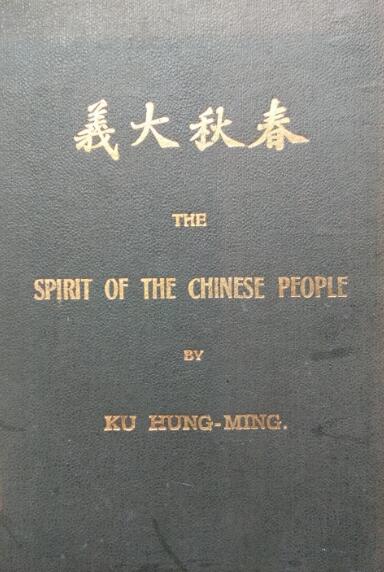 春秋大義
THE
SPIRIT OF THE CHINESE PEOPLE
BY
KU HUNG-MING.